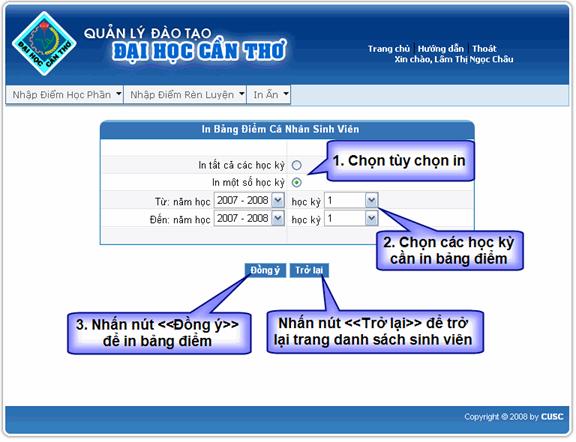 QUẢN LÝ ĐÀO TẠO
ĐẠI HỌC CẦN THƠ
ĐẠI HỌC CẦN THƠ
Trang chủ Hướng dẫn Thoát
Xin chào, Lâm Thị Ngọc Châu
Nhập Điểm Học Phần Nhập Điểm Rèn Luyện In Ấn
In Bảng Điểm Cá Nhân Sinh Viên
In tất cả các học kỳ
1. Chọn tùy chọn in
In một số học kỳ
Từ: năm học 2007 - 2008 học kỳ 1
Đến: năm học 2007 - 2008 học kỳ 1
2. Chọn các học kỳ
cần in bảng điểm
Đồng ý Trở lại
3. Nhấn nút <<Đồng ý>>
để in bảng điểm
Nhấn nút <<Trở lại>> để trở
lại trang danh sách sinh viên
Copyright © 2008 by CUSC